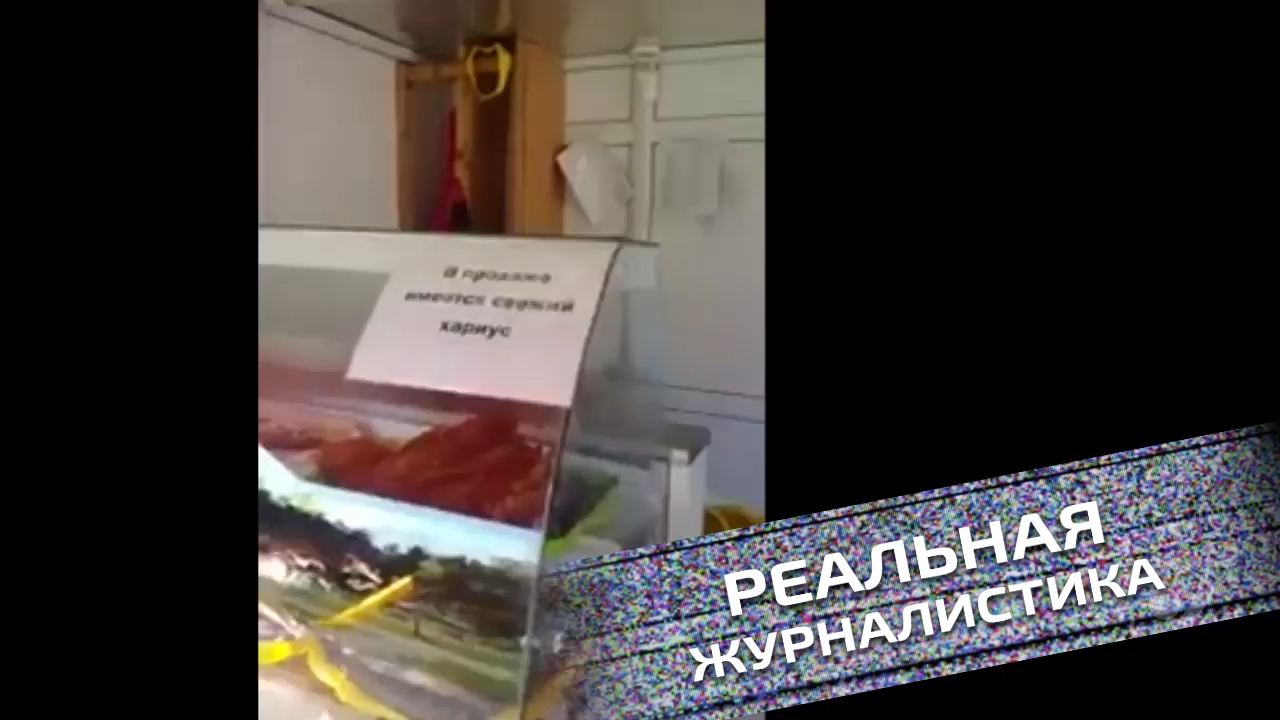 В продаже
имеется свежий
хариус
РЕАЛЬНАЯ
ЖУРНАЛИСТИКА